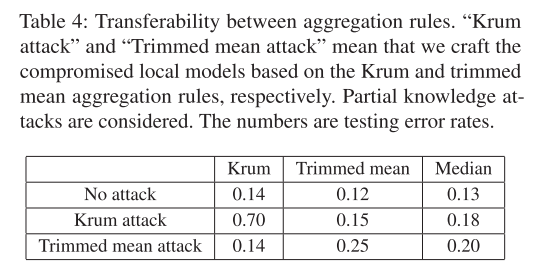 Table 4: Transferability between aggregation rules. “Krum
attack” and “Trimmed mean attack” mean that we craft the
compromised local models based on the Krum and trimmed
mean aggregation rules, respectively. Partial knowledge at-
tacks are considered. The numbers are testing error rates.
Krum Trimmed mean Median
No attack 0.14 0.12 0.13
Krum attack 0.70 0.15 0.18
Trimmed mean attack 0.14 0.25 0.20